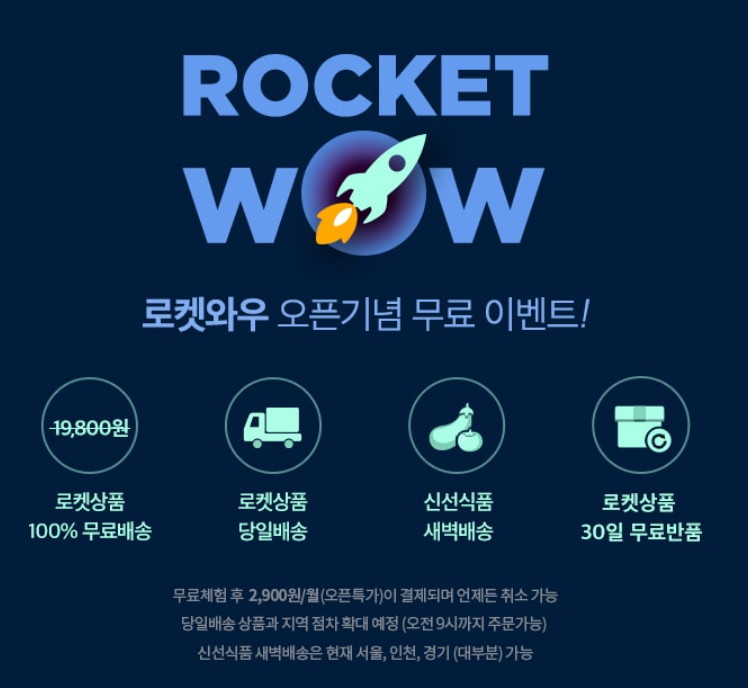 ROCKET
WOW
로켓와우 오픈기념 무료 이벤트!
19,800원
로켓상품
100% 무료배송
로켓상품
당일배송
신선식품
새벽배송
로켓상품
30일 무료반품
무료체험 후 2,900원/월(오픈특가)이 결제되며 언제든 취소 가능
당일배송 상품과 지역 점차 확대 예정 (오전 9시까지 주문가능)
신선식품 새벽배송은 현재 서울, 인천, 경기 (대부분) 가능